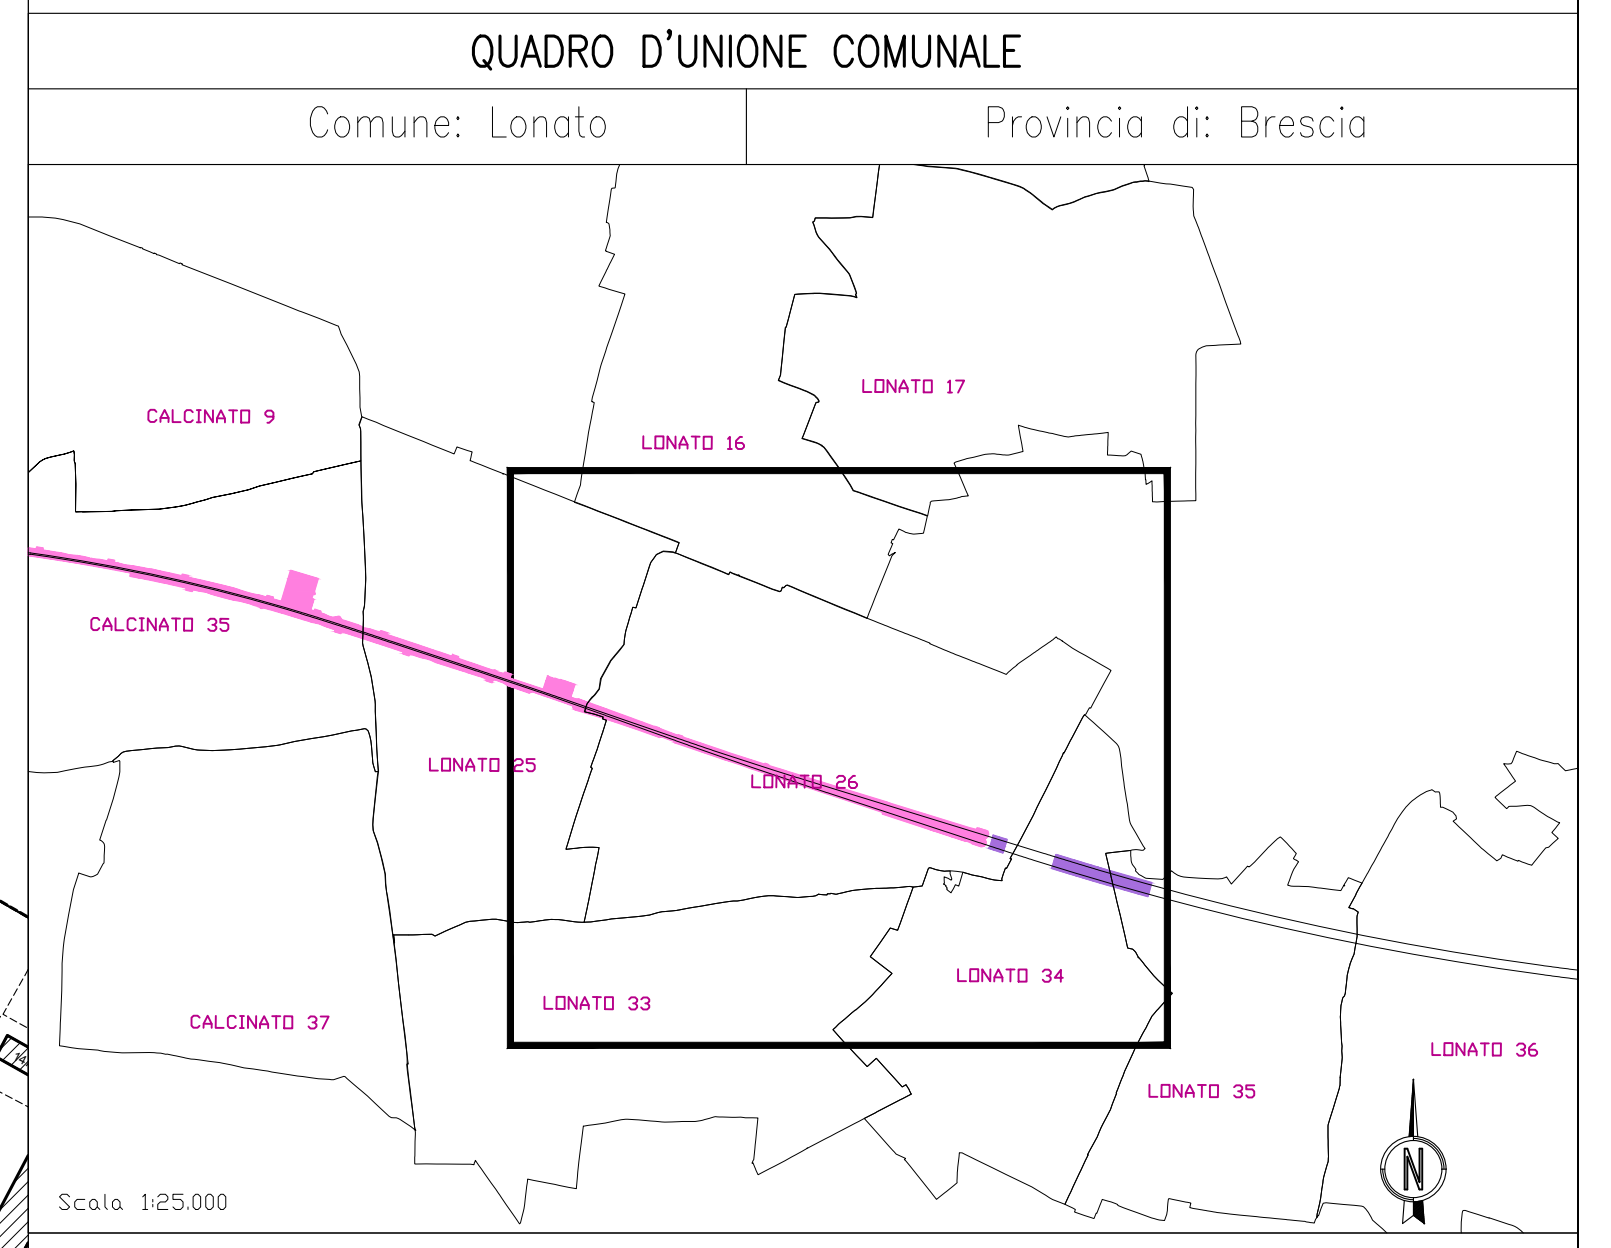 QUADRO D'UNIONE COMUNALE
Comune: Lonato
Provincia di: Brescia
LONATO 17
CALCINATO 9
LONATO 16
CALCINATO 35
LONATO 25
LONATO 26
LONATO 34
LONATO 33
CALCINATO 37
LONATO 36
LONATO 35
N
Scala 1:25.000